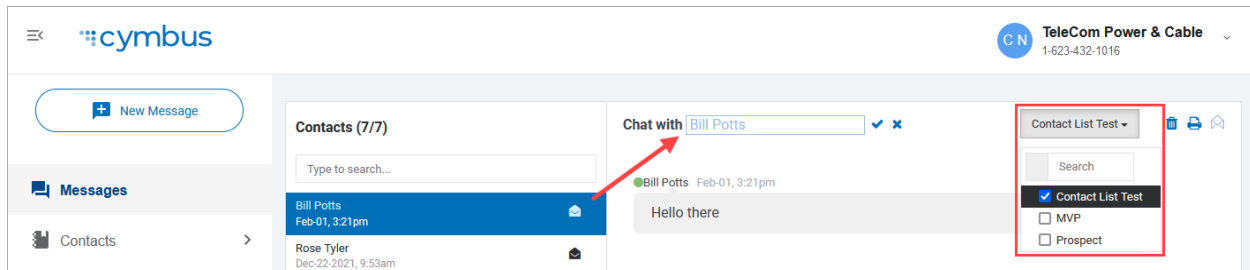 cymbus
C N
TeleCom Power & Cable
1-623-432-1016
New Message
Messages
Contacts
Contacts (7/7)
Type to search...
Bill Potts
Feb-01, 3:21pm
Rose Tyler
Dec-22-2021, 9:53am
Chat with Bill Potts
Bill Potts Feb-01, 3:21pm
Hello there
Contact List Test
Search
Contact List Test
MVP
Prospect